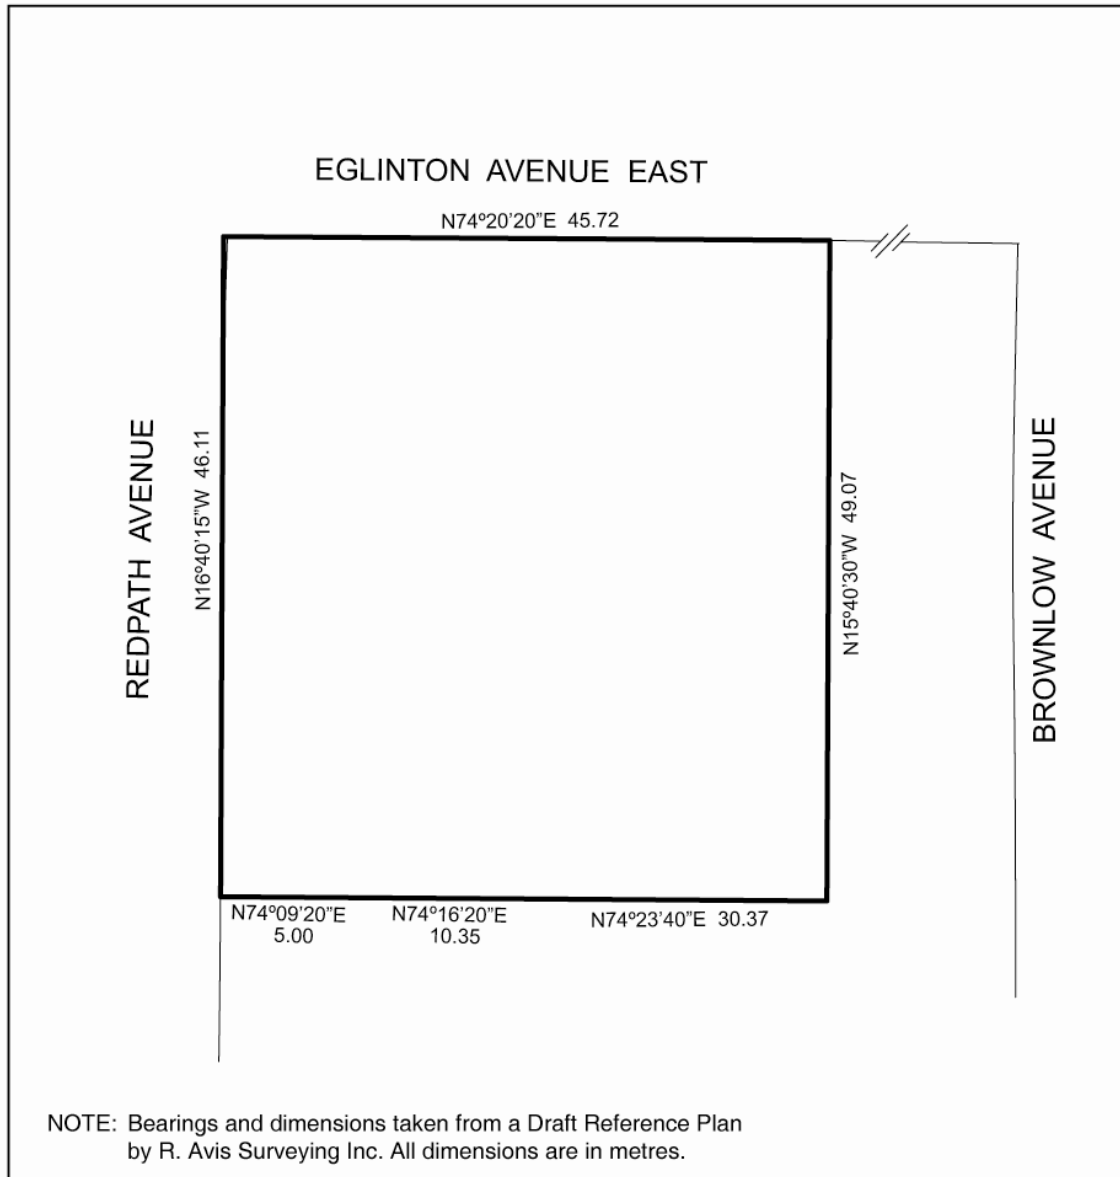 EGLINTON AVENUE EAST
N74º20'20"E 45.72
REDPATH AVENUE
N16º40'15"W 46.11
N15º40'30"W 49.07
BROWNLOW AVENUE
N74º09'20"E
5.00
N74º16'20"E
10.35
N74º23'40"E 30.37
NOTE: Bearings and dimensions taken from a Draft Reference Plan
by R. Avis Surveying Inc. All dimensions are in metres.